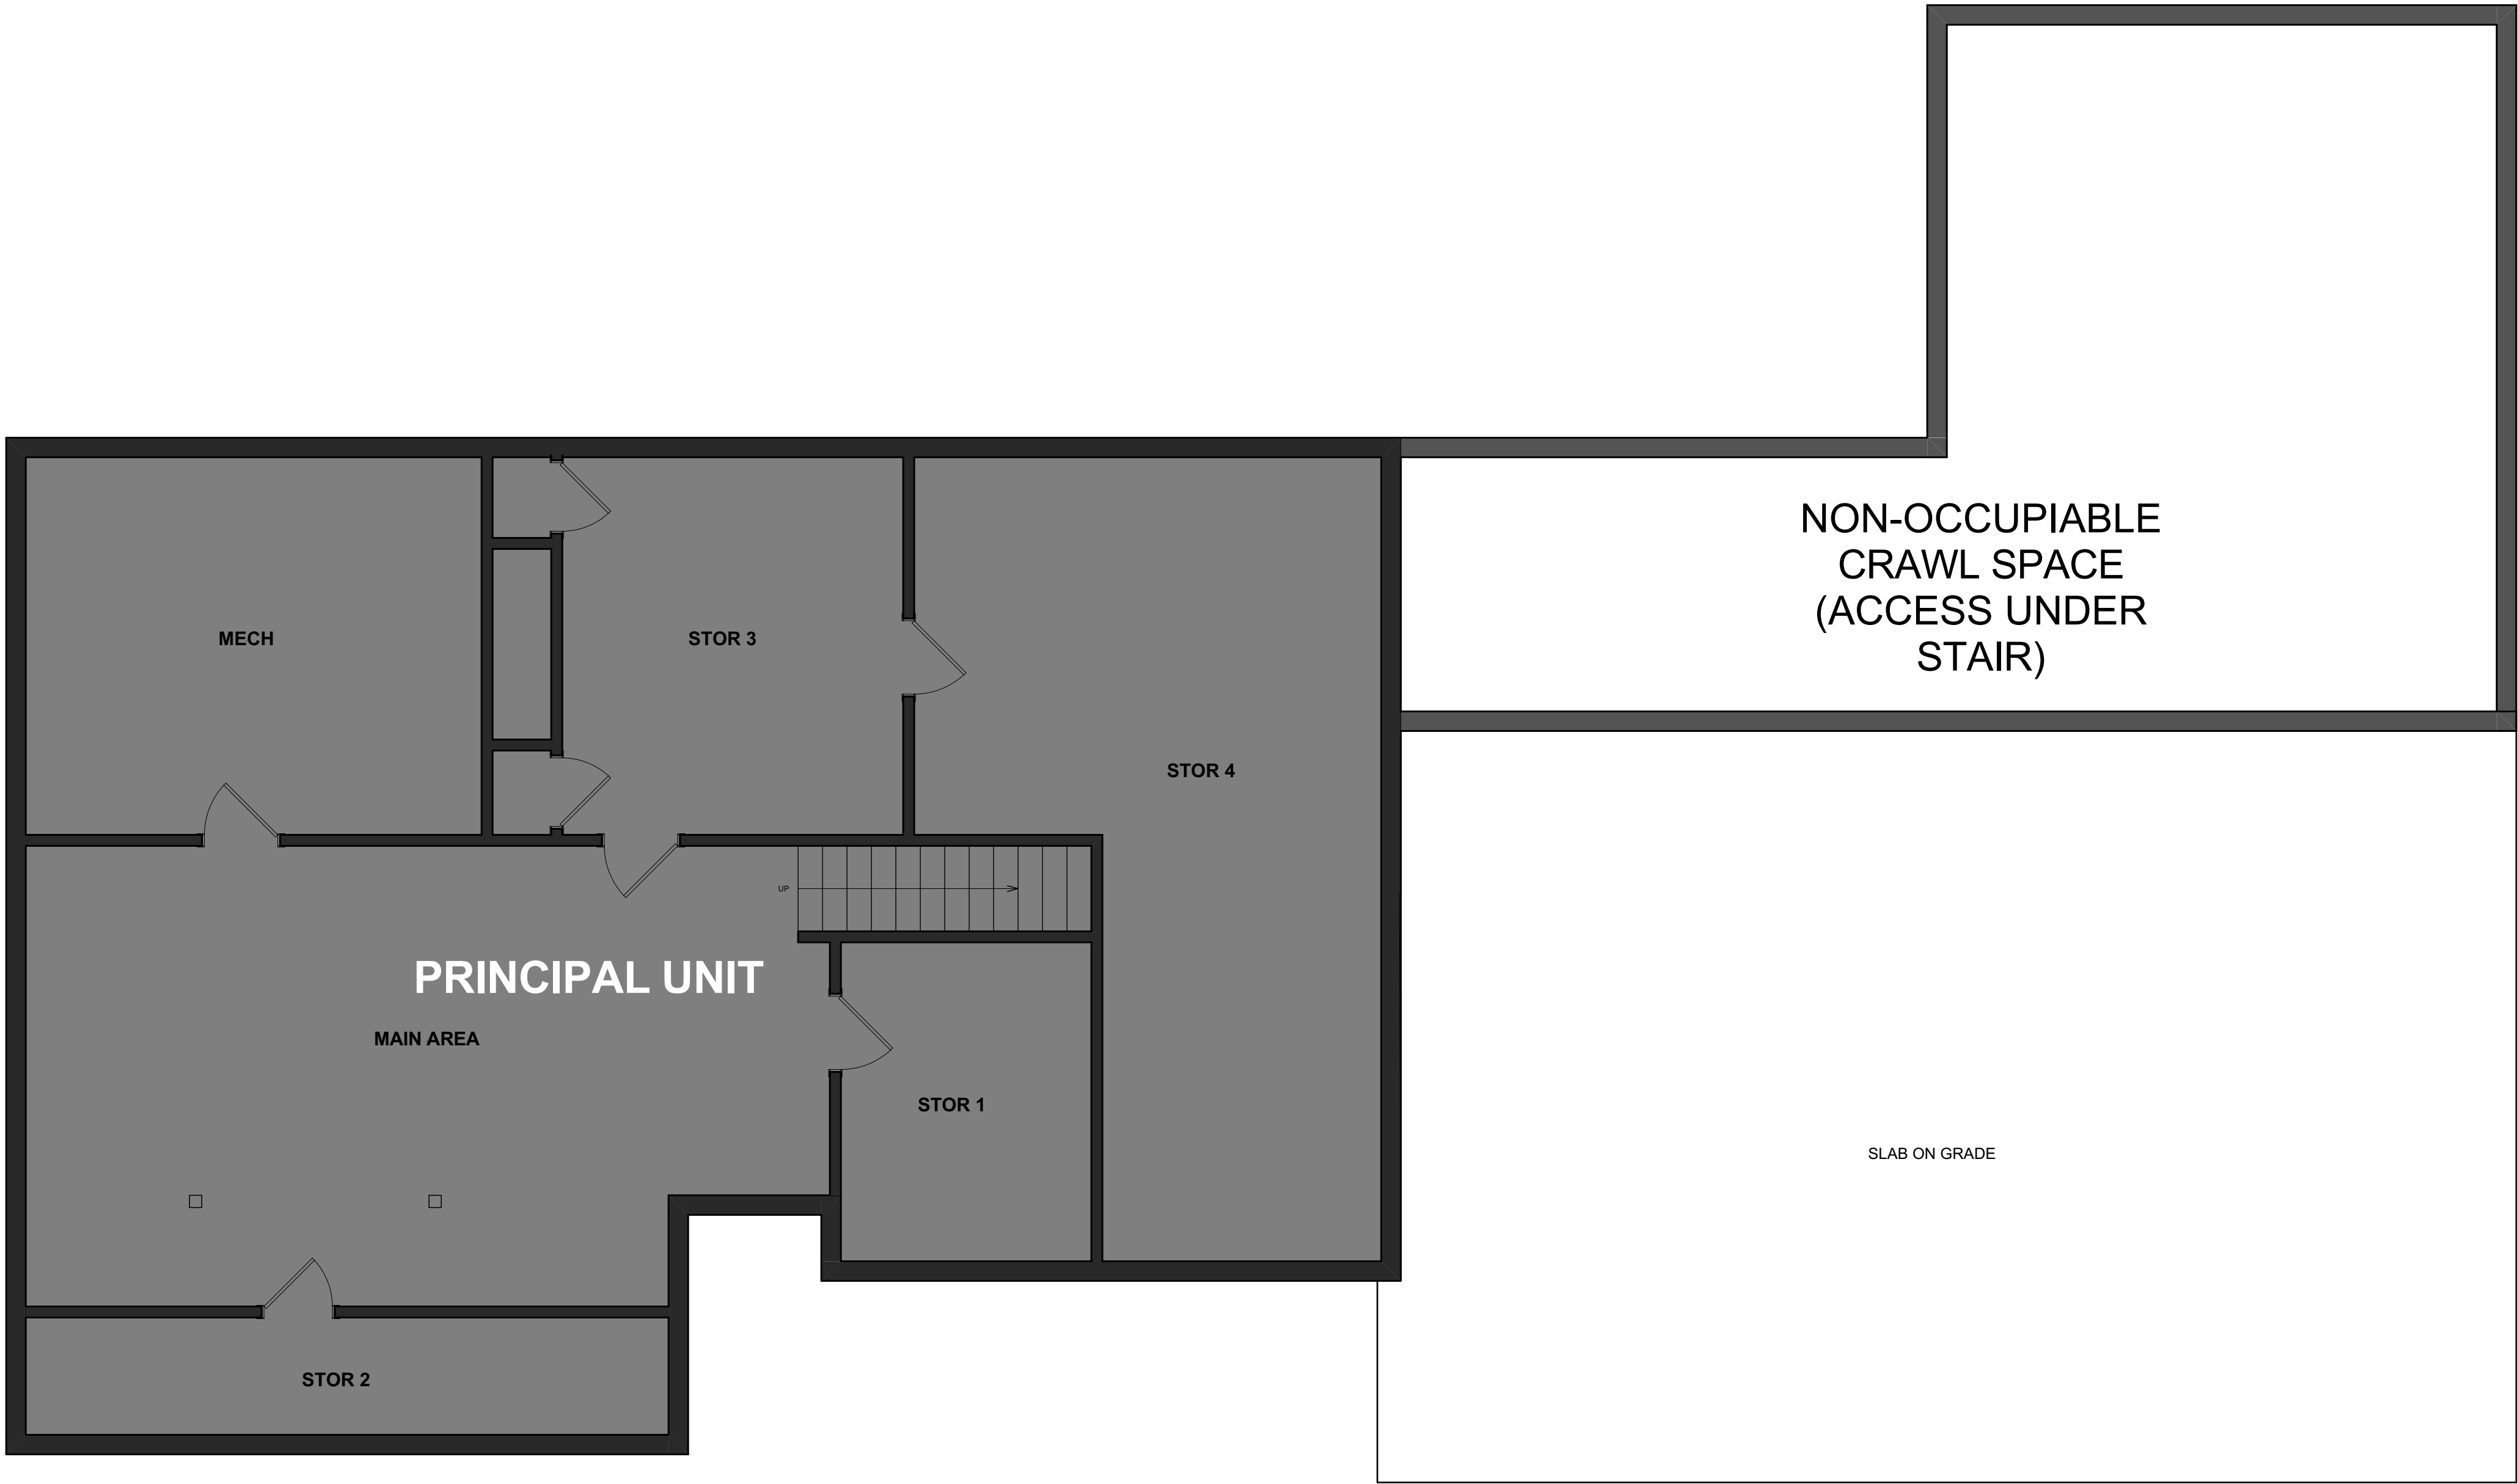 NON-OCCUPIABLE
CRAWL SPACE
(ACCESS UNDER
STAIR)
MECH
STOR 3
STOR 4
UP
PRINCIPAL UNIT
MAIN AREA
STOR 1
SLAB ON GRADE
STOR 2